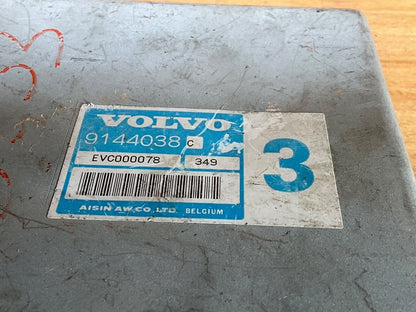 VOLVO
9144038 C
EVC000078 349
AISIN AW CO., LTD. BELGIUM
3